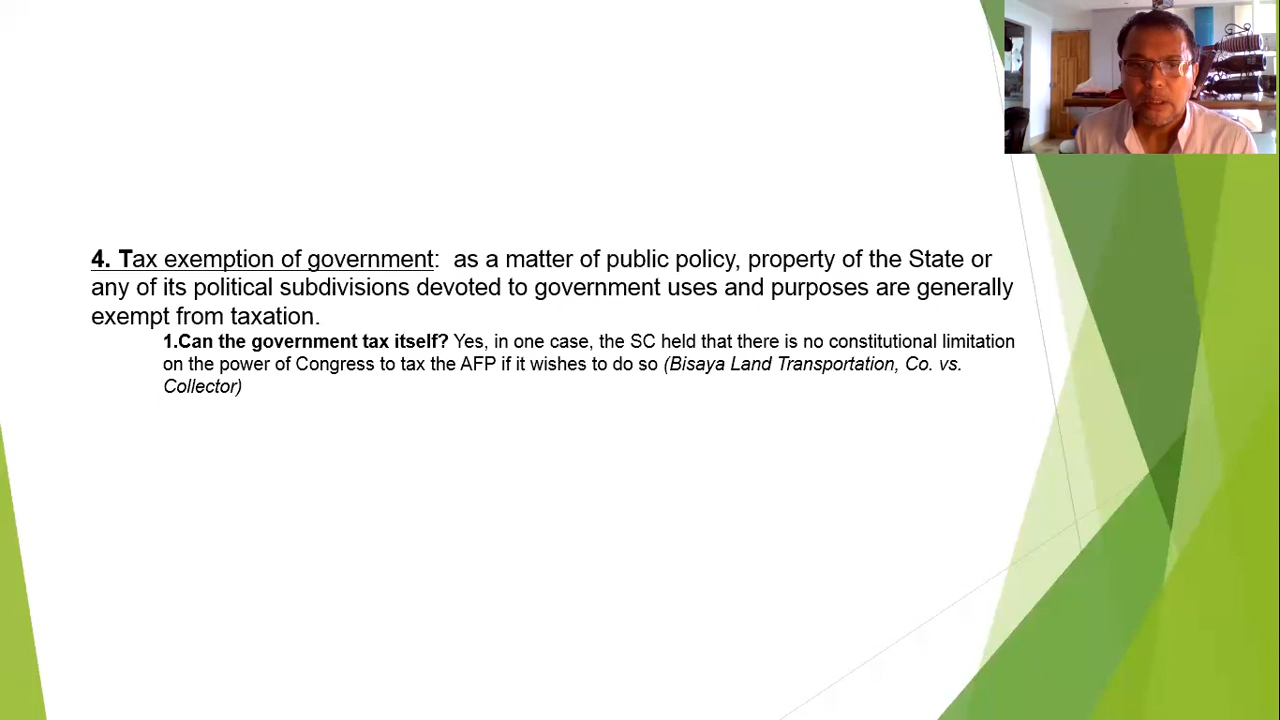 4. Tax exemption of government:  as a matter of public policy, property of the State or
any of its political subdivisions devoted to government uses and purposes are generally
exempt from taxation.
1.Can the government tax itself? Yes, in one case, the SC held that there is no constitutional limitation
on the power of Congress to tax the AFP if it wishes to do so (Bisaya Land Transportation, Co. vs.
Collector)